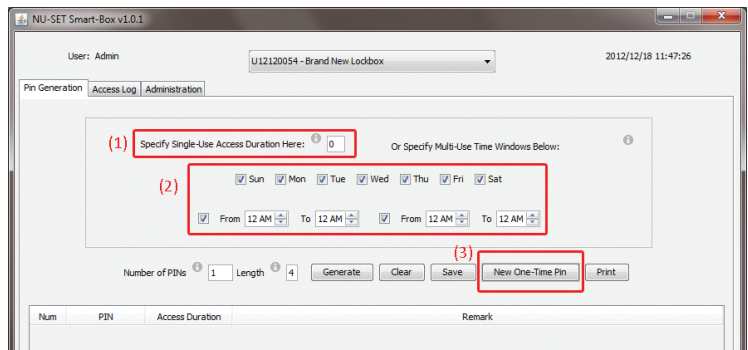 NU-SET Smart-Box v1.0.1
User: Admin
U12120054 - Brand New Lockbox
2012/12/18 11:47:26
Pin Generation Access Log Administration
(1) Specify Single-Use Access Duration Here: 0 Or Specify Multi-Use Time Windows Below:
(2) Sun Mon Tue Wed Thu Fri Sat
From 12 AM To 12 AM From 12 AM To 12 AM
(3)
Number of PINs 1 Length 4 Generate Clear Save New One-Time Pin Print
Num PIN Access Duration Remark